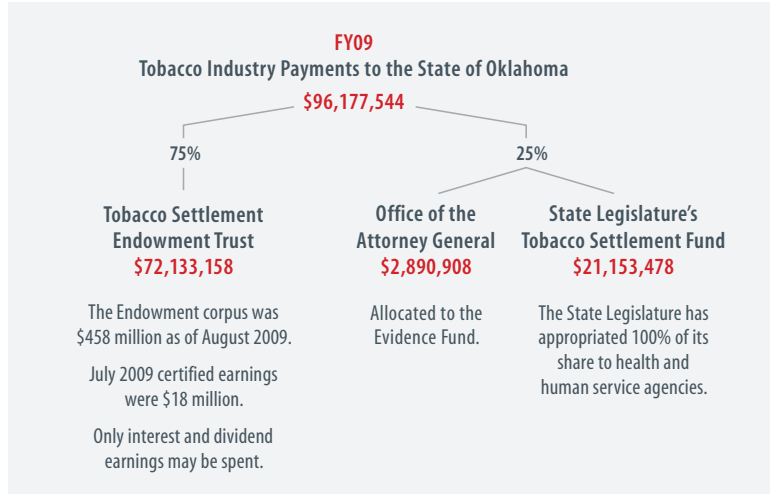 FY09
Tobacco Industry Payments to the State of Oklahoma
$96,177,544
75%
25%
Tobacco Settlement
Endowment Trust
$72,133,158
The Endowment corpus was
$458 million as of August 2009.
July 2009 certified earnings
were $18 million.
Only interest and dividend
earnings may be spent.
Office of the
Attorney General
$2,890,908
Allocated to the
Evidence Fund.
State Legislature’s
Tobacco Settlement Fund
$21,153,478
The State Legislature has
appropriated 100% of its
share to health and
human service agencies.